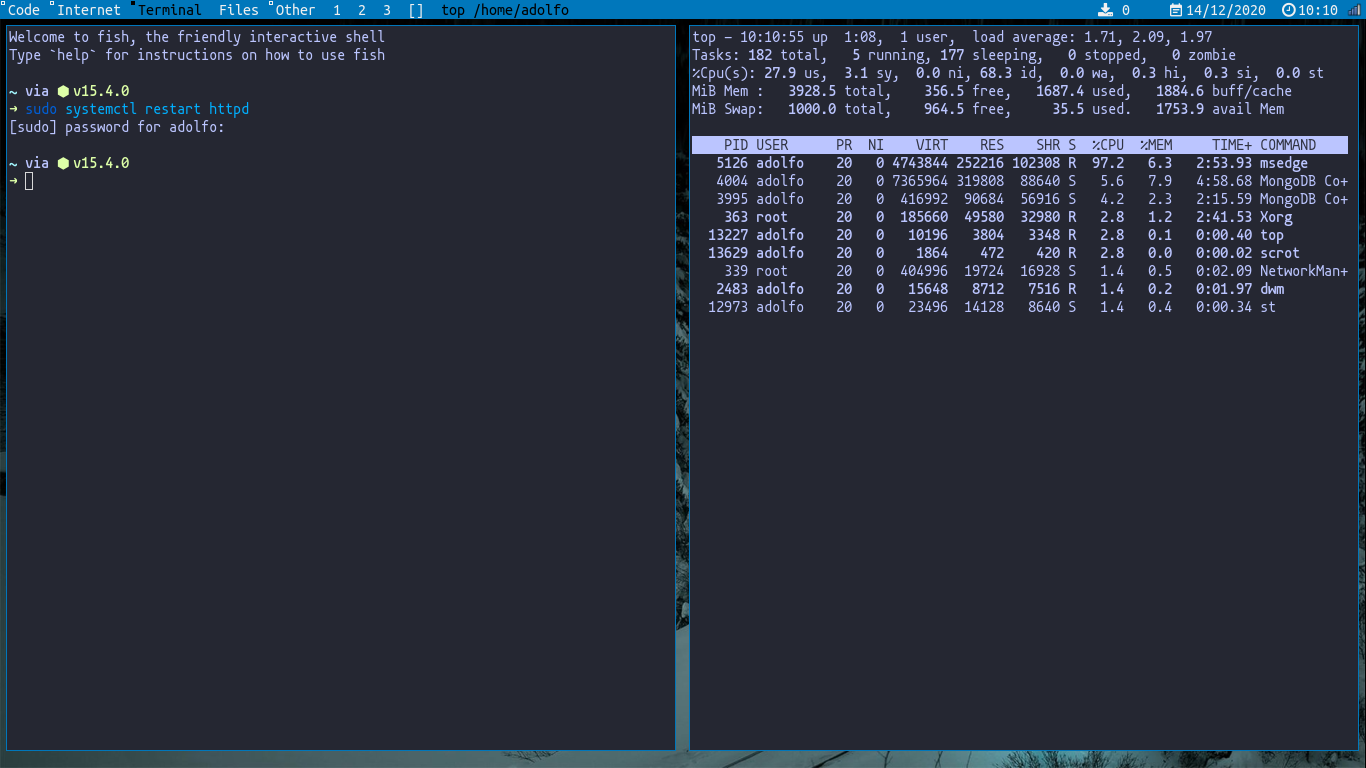 Code Internet Terminal Files Other 1 2 3 [] top /home/adolfo 0 14/12/2020 10:10
Welcome to fish, the friendly interactive shell
Type `help` for instructions on how to use fish
~ via ⬢ v15.4.0
➜ sudo systemctl restart httpd
[sudo] password for adolfo:
~ via ⬢ v15.4.0
➜
top - 10:10:55 up  1:08,  1 user,  load average: 1.71, 2.09, 1.97
Tasks: 182 total,   5 running, 177 sleeping,   0 stopped,   0 zombie
%Cpu(s): 27.9 us,  3.1 sy,  0.0 ni, 68.3 id,  0.0 wa,  0.3 hi,  0.3 si,  0.0 st
MiB Mem :   3928.5 total,    356.5 free,   1687.4 used,   1884.6 buff/cache
MiB Swap:   1000.0 total,    964.5 free,     35.5 used.   1753.9 avail Mem
PID USER      PR  NI    VIRT    RES    SHR S  %CPU  %MEM     TIME+ COMMAND
5126 adolfo    20   0 4743844 252216 102308 R  97.2   6.3   2:53.93 msedge
4004 adolfo    20   0 7365964 319808  88640 S   5.6   7.9   4:58.68 MongoDB Co+
3995 adolfo    20   0  416992  90684  56916 S   4.2   2.3   2:15.59 MongoDB Co+
363 root      20   0  185660  49580  32980 R   2.8   1.2   2:41.53 Xorg
13227 adolfo    20   0   10196   3804   3348 R   2.8   0.1   0:00.40 top
13629 adolfo    20   0    1864    472    420 R   2.8   0.0   0:00.02 scrot
339 root      20   0  404996  19724  16928 S   1.4   0.5   0:02.09 NetworkMan+
2483 adolfo    20   0   15648   8712   7516 R   1.4   0.2   0:01.97 dwm
12973 adolfo    20   0   23496  14128   8640 S   1.4   0.4   0:00.34 st